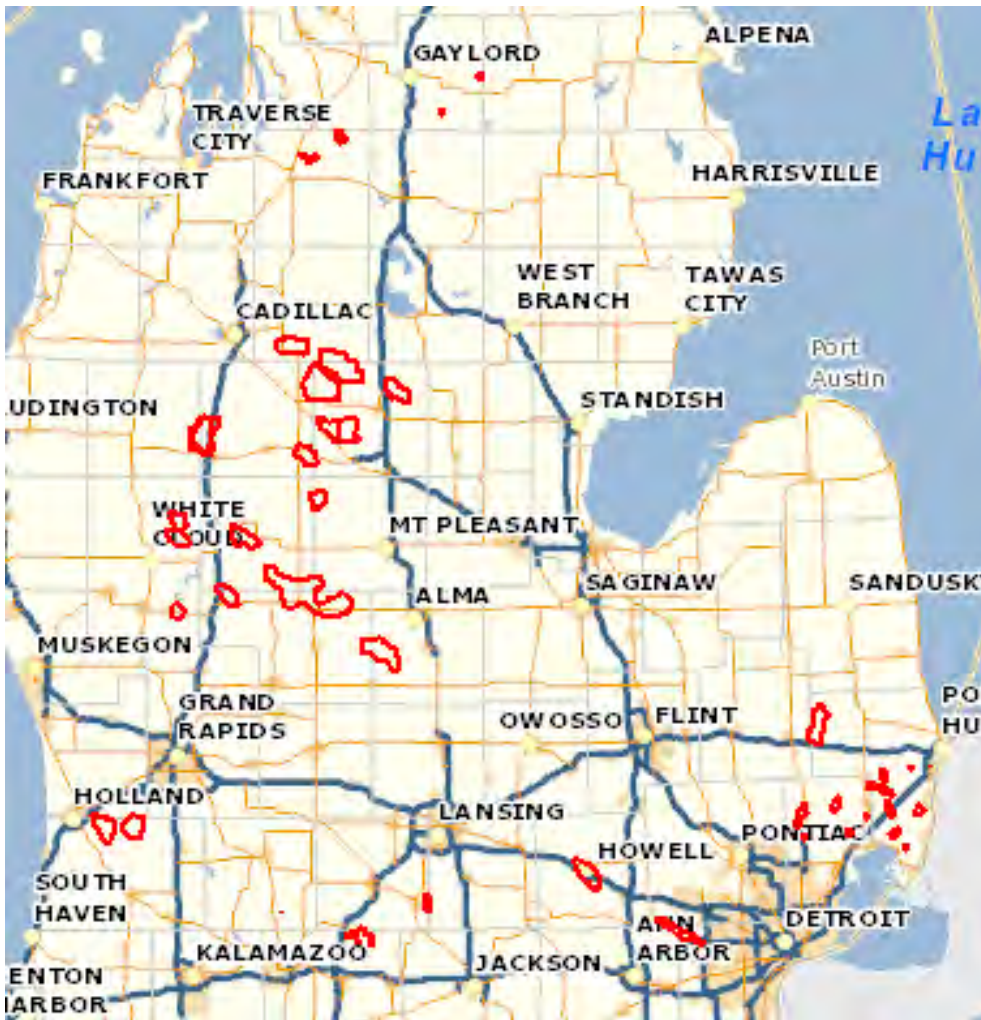 GAYLORD
ALPENA
TRAVERSE
CITY
La
Hu
FRANKFORT
HARRISVILLE
WEST
BRANCH
TAWAS
CITY
CADILLAC
Port
Austin
UDINGTON
STANDISH
WHITE
CLOUD
MT PLEASANT
SAGINAW
SANDUSK
ALMA
MUSKEGON
GRAND
RAPIDS
OWOSSO
FLINT
PO
HU
HOLLAND
LANSING
PONTIAC
HOWELL
SOUTH
HAVEN
ANN
ARBOR
DETROIT
KALAMAZOO
JACKSON
ENTON
ARBOR